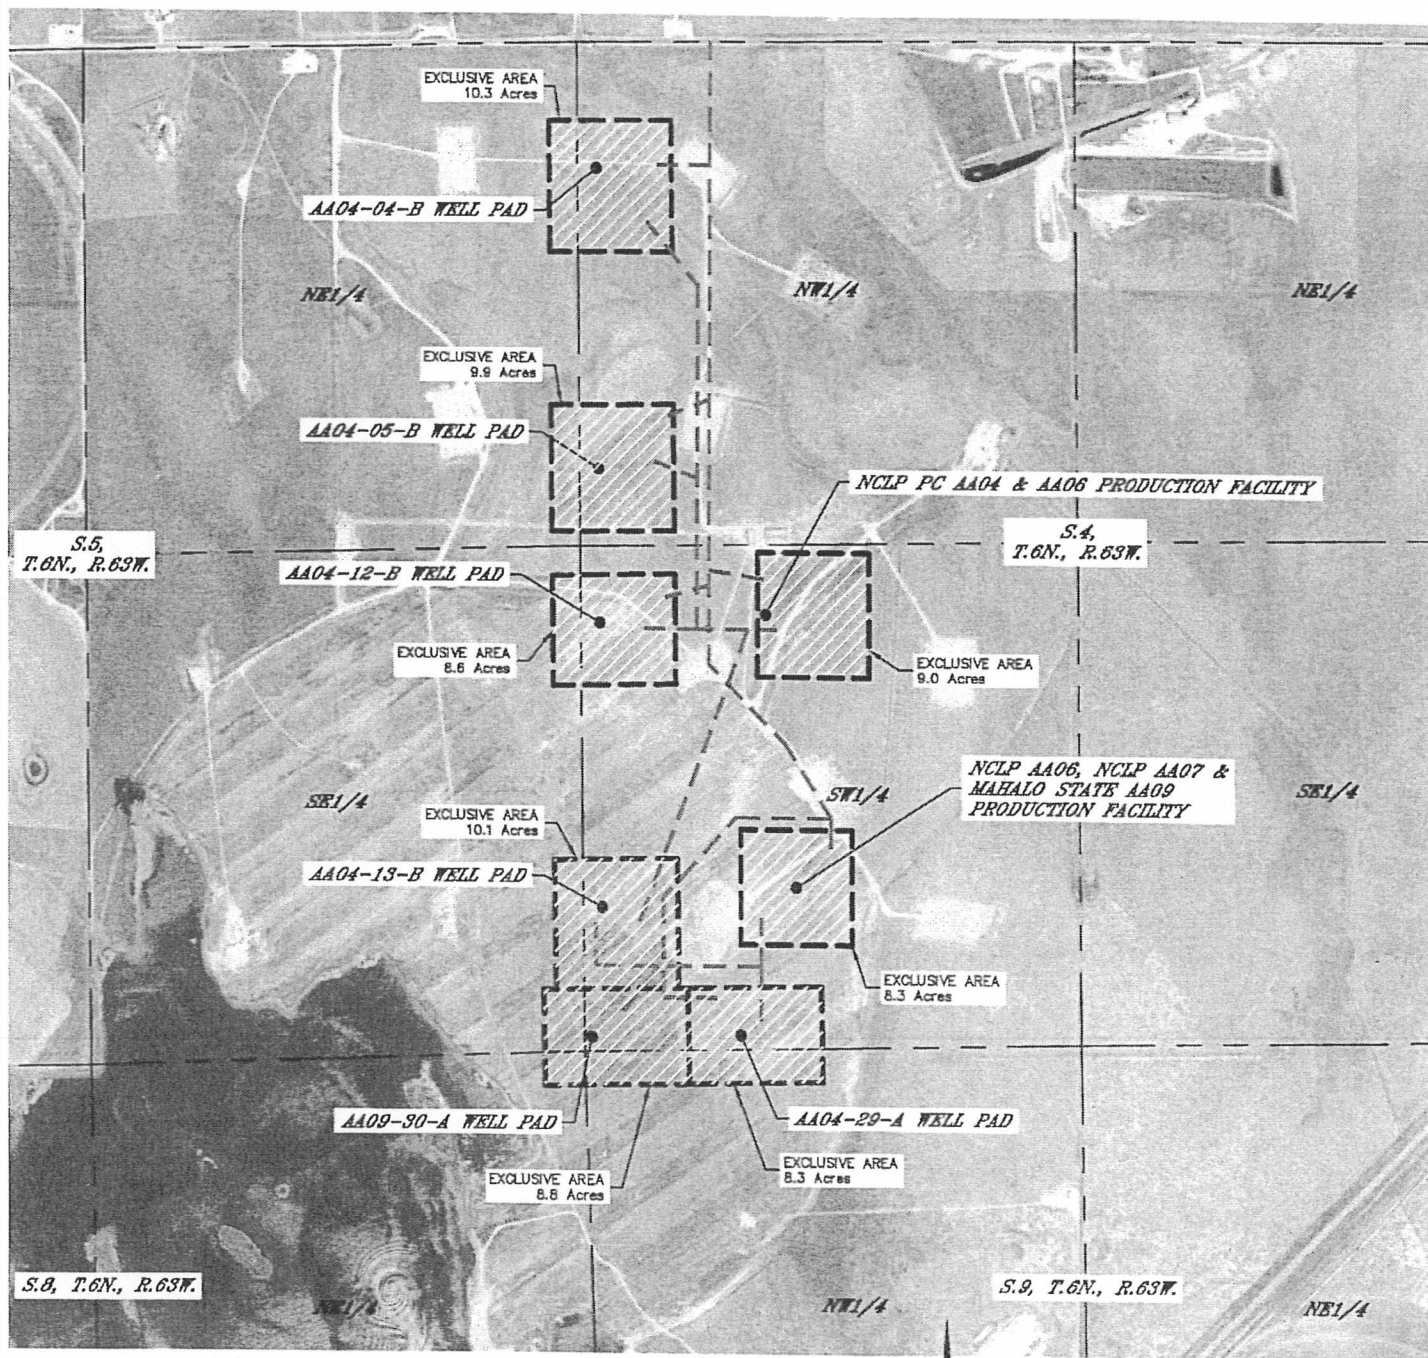 EXCLUSIVE AREA
10.3 Acres
AA04-04-B WELL PAD
NE1/4
NW1/4
NE1/4
EXCLUSIVE AREA
9.9 Acres
AA04-05-B WELL PAD
NCLP PC AA04 & AA06 PRODUCTION FACILITY
S.5,
T.6N., R.63W.
S.4,
T.6N., R.63W.
AA04-12-B WELL PAD
EXCLUSIVE AREA
8.6 Acres
EXCLUSIVE AREA
9.0 Acres
NCLP AA06, NCLP AA07 &
MAHALO STATE AA09
PRODUCTION FACILITY
SE1/4
SW1/4
SE1/4
EXCLUSIVE AREA
10.1 Acres
AA04-13-B WELL PAD
EXCLUSIVE AREA
8.3 Acres
AA09-30-A WELL PAD
AA04-29-A WELL PAD
EXCLUSIVE AREA
8.8 Acres
EXCLUSIVE AREA
8.3 Acres
S.8, T.6N., R.63W.
S.9, T.6N., R.63W.
NE1/4
NW1/4
NE1/4